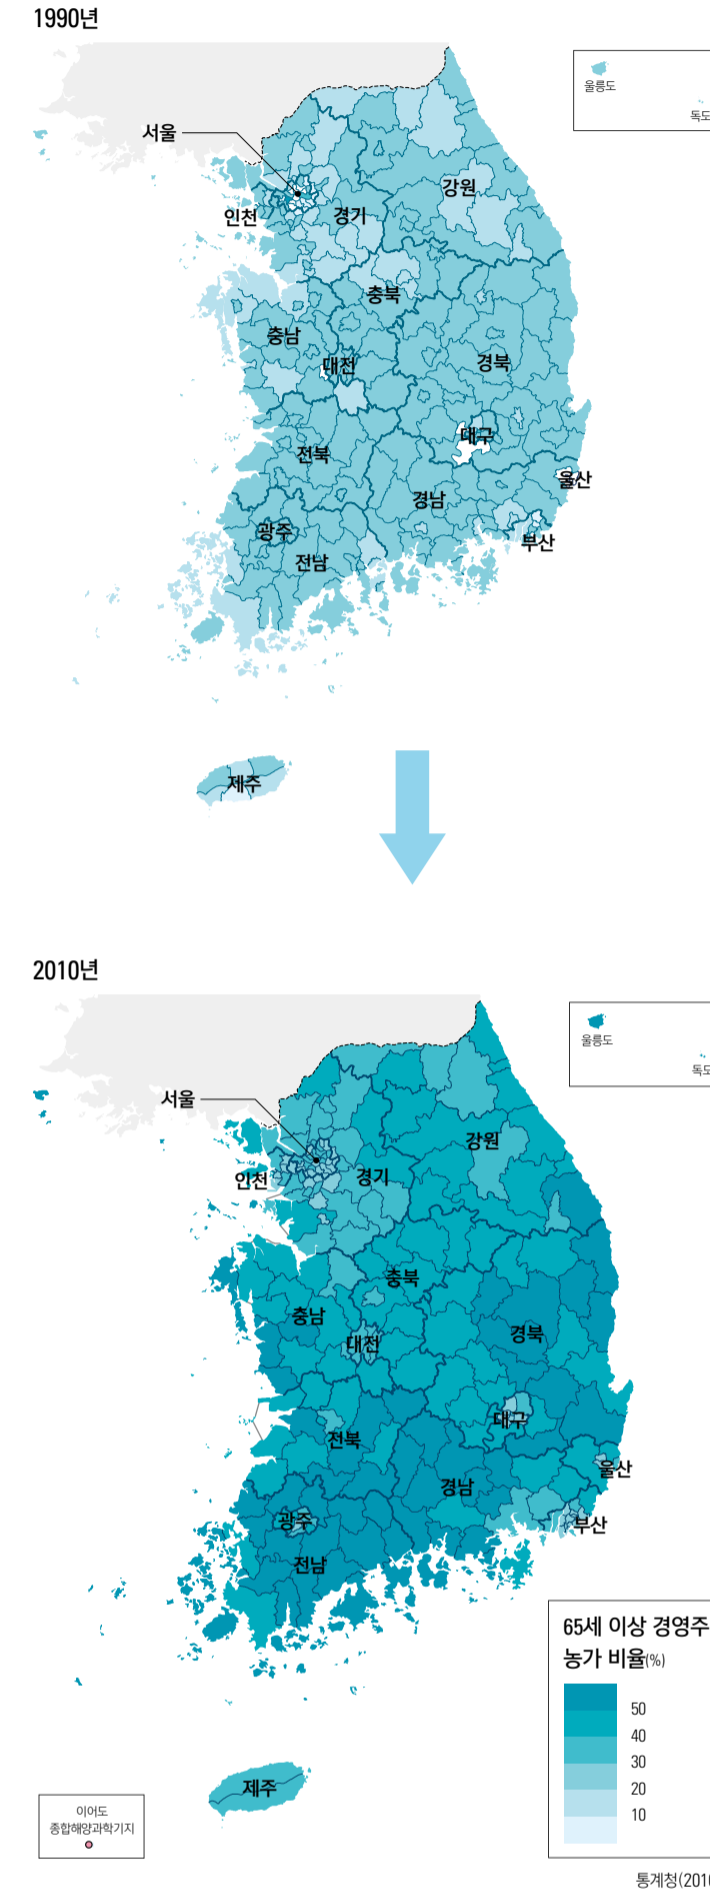 1990년
울릉도
독도
서울
강원
인천
경기
충북
충남
대전
경북
대구
전북
울산
경남
광주
부산
전남
제주
2010년
울릉도
독도
서울
강원
인천
경기
충북
충남
대전
경북
대구
전북
울산
경남
광주
부산
전남
65세 이상 경영주
농가 비율(%)
50
40
30
20
10
제주
이어도
종합해양과학기지
통계청(2010